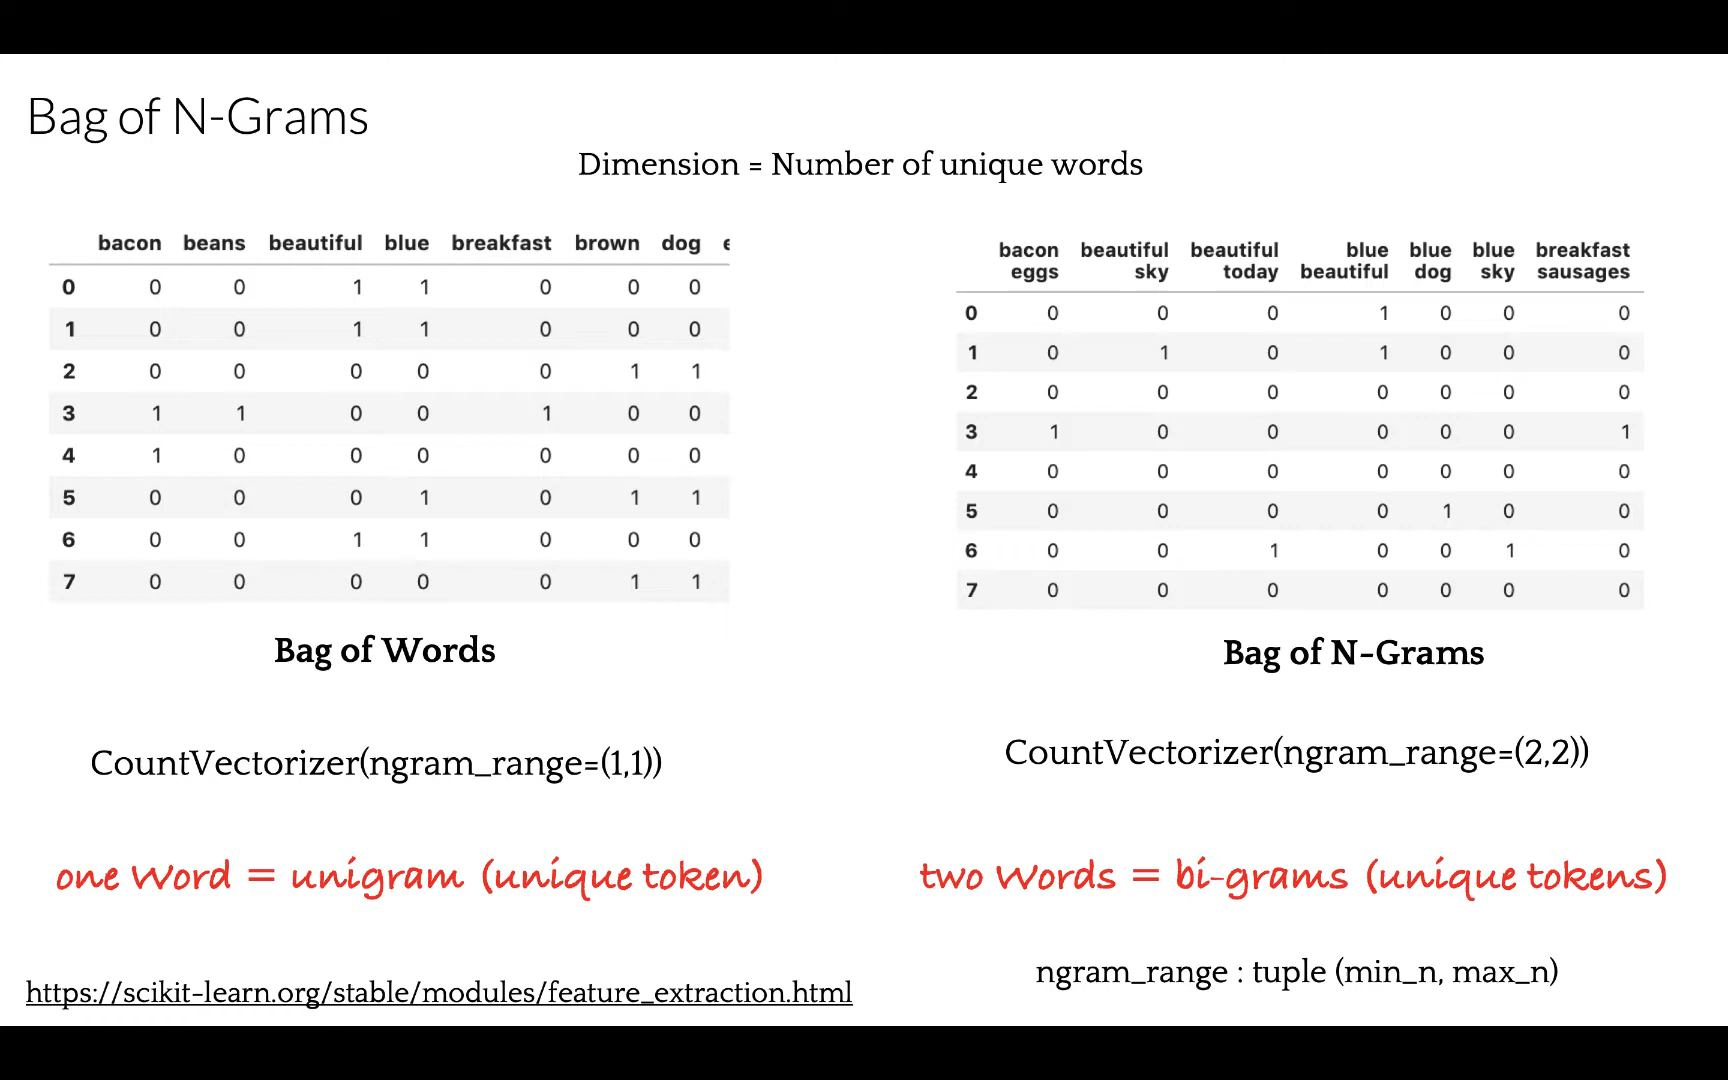 Bag of N-Grams
Dimension = Number of unique words
bacon beans beautiful blue breakfast brown dog
0 0 0 1 1 0 0 0
1 0 0 1 1 0 0 0
2 0 0 0 0 0 1 1
3 1 1 0 0 1 0 0
4 1 0 0 0 0 0 0
5 0 0 0 1 0 1 1
6 0 0 1 1 0 0 0
7 0 0 0 0 0 1 1
Bag of Words
CountVectorizer(ngram_range=(1,1))
one word = unigram (unique token)
https://scikit-learn.org/stable/modules/feature_extraction.html
bacon beautiful beautiful blue blue blue breakfast
eggs sky today beautiful dog sky sausages
0 0 0 0 1 0 0 0
1 0 1 0 1 0 0 0
2 0 0 0 0 0 0 0
3 1 0 0 0 0 0 1
4 0 0 0 0 0 0 0
5 0 0 0 0 1 0 0
6 0 0 1 0 0 1 0
7 0 0 0 0 0 0 0
Bag of N-Grams
CountVectorizer(ngram_range=(2,2))
two words = bi-grams (unique tokens)
ngram_range : tuple (min_n, max_n)